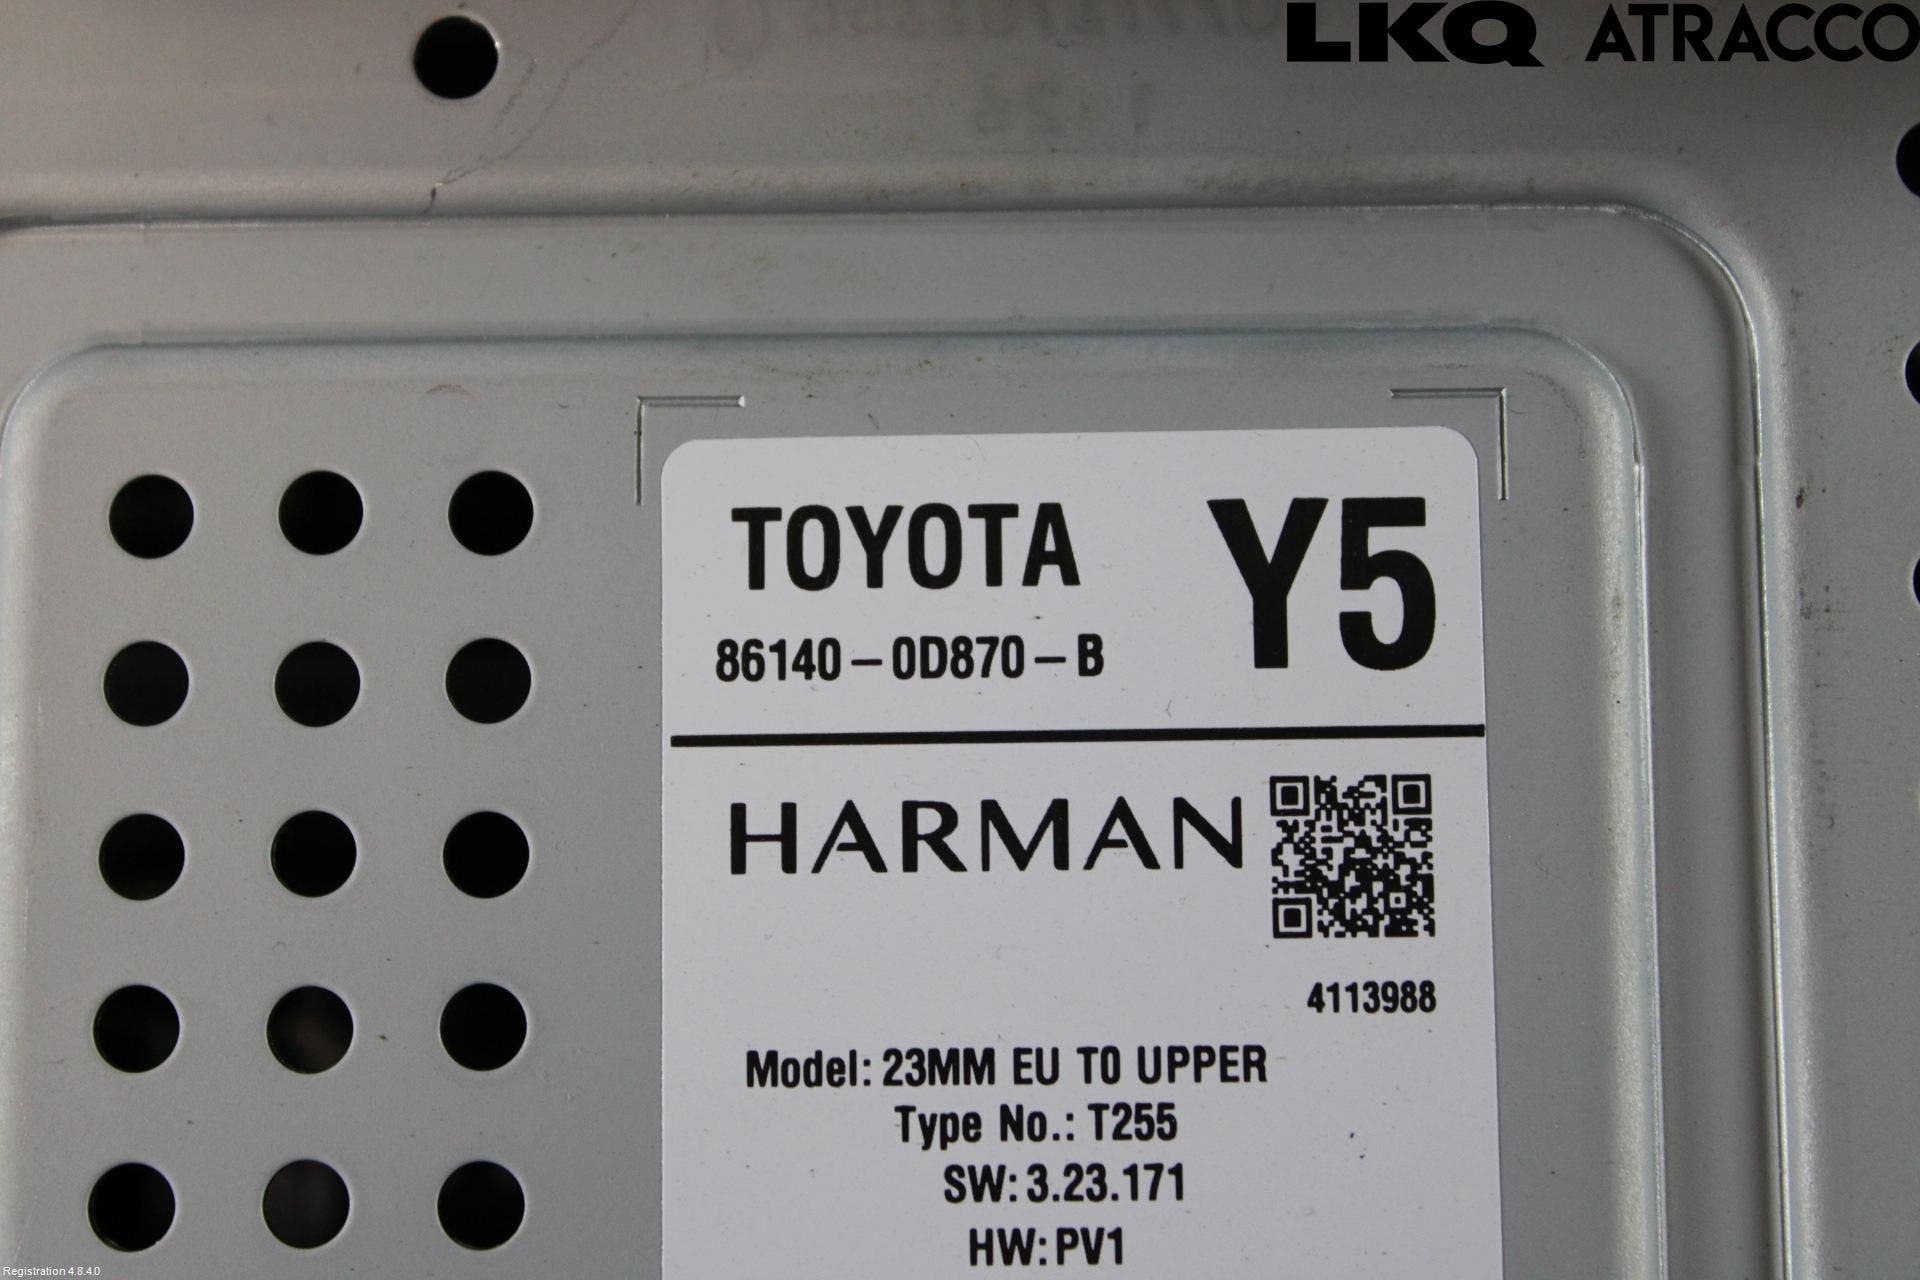 LKQ ATRACCO
TOYOTA Y5
86140-0D870-B
HARMAN
4113988
Model: 23MM EU TO UPPER
Type No.: T255
SW: 3.23.171
HW: PV1
Registration 4.8.4.0